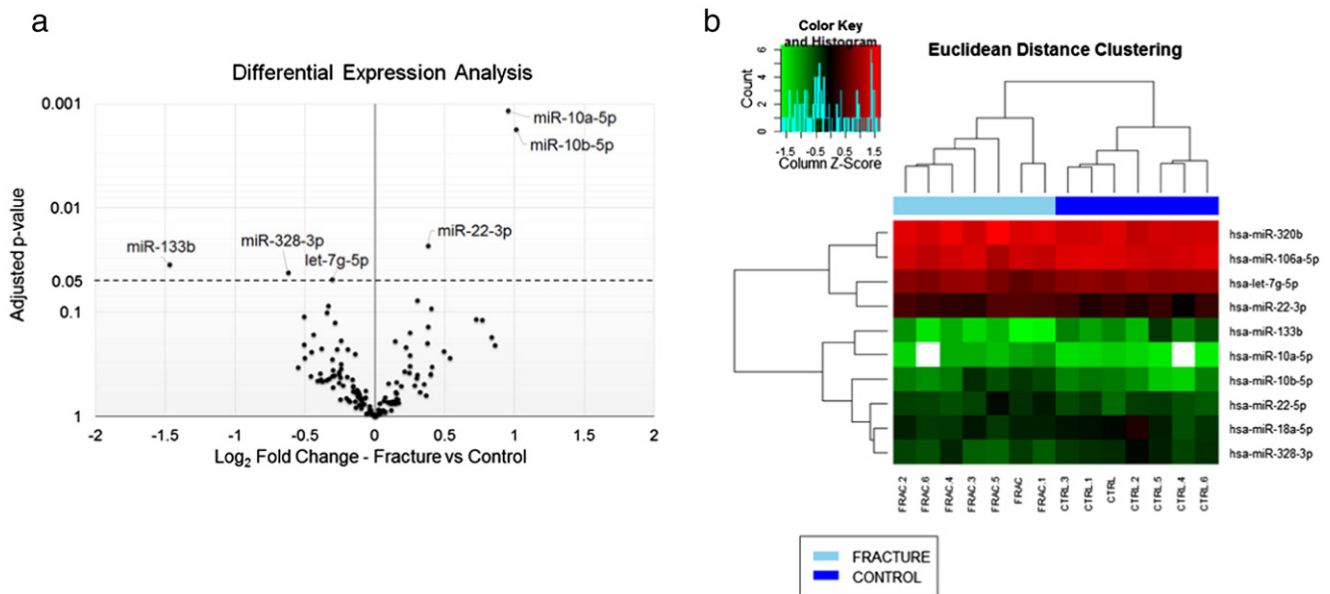 a
Differential Expression Analysis
Adjusted p-value
0.001
0.01
0.05
0.1
1
miR-10a-5p
miR-10b-5p
miR-22-3p
miR-133b
miR-328-3p
let-7g-5p
-2
-1.5
-1
-0.5
0
0.5
1
1.5
2
Log2 Fold Change - Fracture vs Control
b
Color Key
and Histogram
Count
6
4
2
0
-1.5
-0.5
0.5
1.5
Column Z-Score
Euclidean Distance Clustering
hsa-miR-320b
hsa-miR-106a-5p
hsa-let-7g-5p
hsa-miR-22-3p
hsa-miR-133b
hsa-miR-10a-5p
hsa-miR-10b-5p
hsa-miR-22-5p
hsa-miR-18a-5p
hsa-miR-328-3p
FRAC.2
FRAC.6
FRAC.4
FRAC.3
FRAC.5
FRAC
FRAC.1
CTRL.3
CTRL.1
CTRL
CTRL.2
CTRL.5
CTRL.4
CTRL.6
FRACTURE
CONTROL